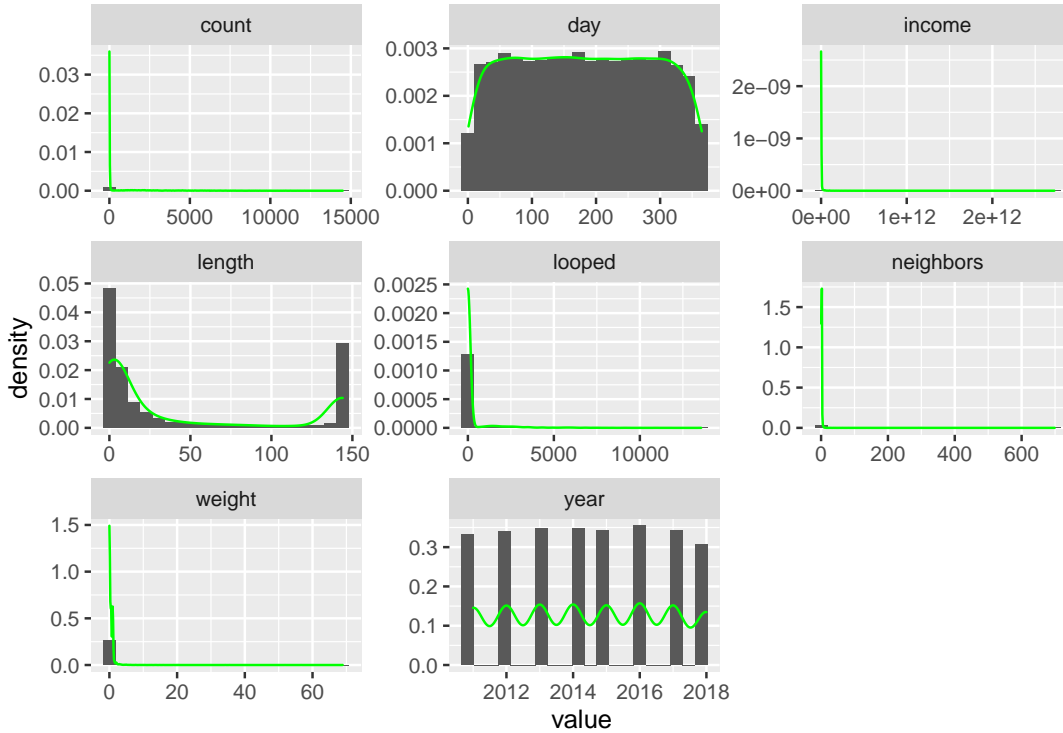 count
day
income
0.03
0.02
0.01
0.00
0 5000 10000 15000
0.003
0.002
0.001
0.000
0 100 200 300
2e−09
1e−09
0e+00
0e+00 1e+12 2e+12
length
looped
neighbors
0.05
0.04
0.03
0.02
0.01
0.00
0 50 100 150
0.0025
0.0020
0.0015
0.0010
0.0005
0.0000
0 5000 10000
1.5
1.0
0.5
0.0
0 200 400 600
weight
year
1.5
1.0
0.5
0.0
0 20 40 60
0.3
0.2
0.1
0.0
2012 2014 2016 2018
density
value